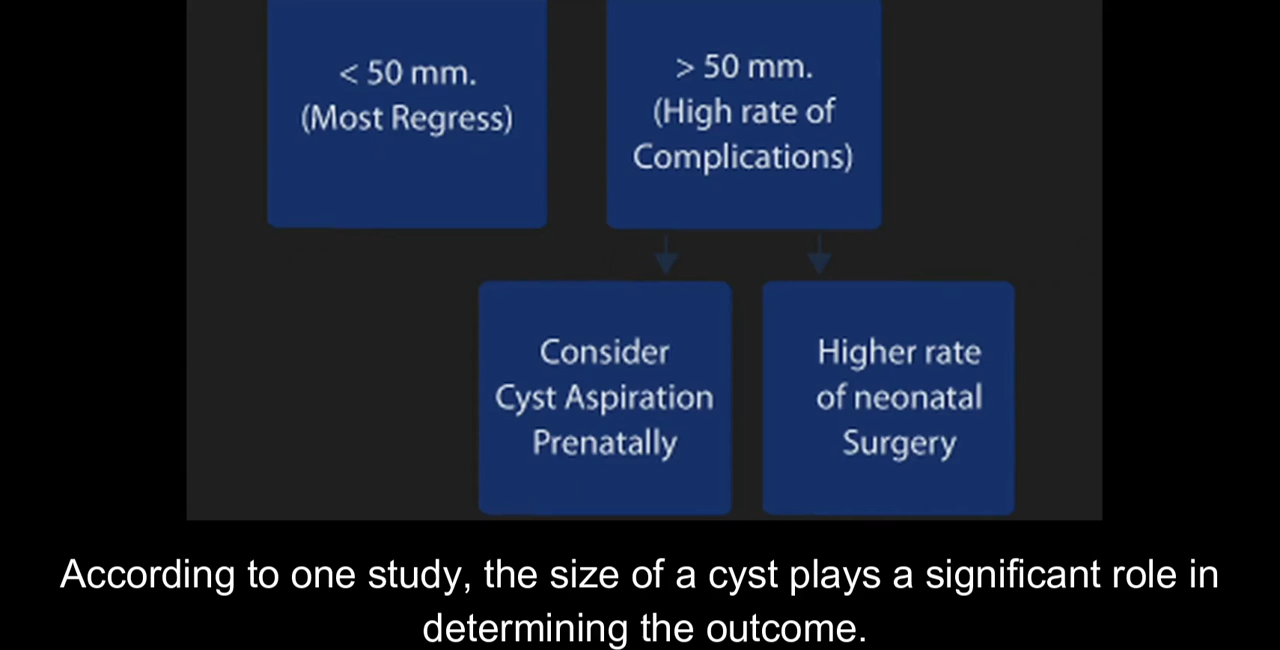 < 50 mm.
(Most Regress)
> 50 mm.
(High rate of
Complications)
Consider
Cyst Aspiration
Prenatally
Higher rate
of neonatal
Surgery
According to one study, the size of a cyst plays a significant role in
determining the outcome.